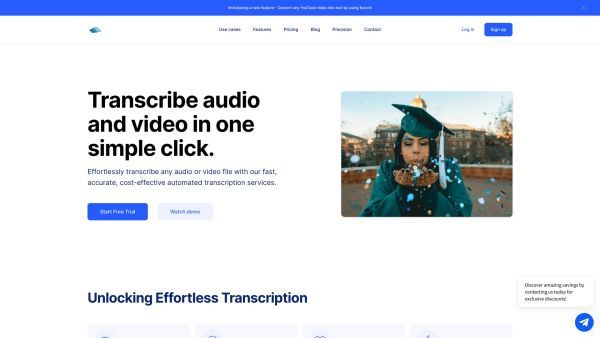 Introducing a new feature - Convert any YouTube video into text by using Konch!
Use cases
Features
Pricing
Blog
Precision
Contact
Log in
Sign up
Transcribe audio
and video in one
simple click.
Effortlessly transcribe any audio or video file with our fast,
accurate, cost-effective automated transcription services.
Start Free Trial
Watch demo
Discover amazing savings by
contacting us today for
exclusive discounts!
Unlocking Effortless Transcription